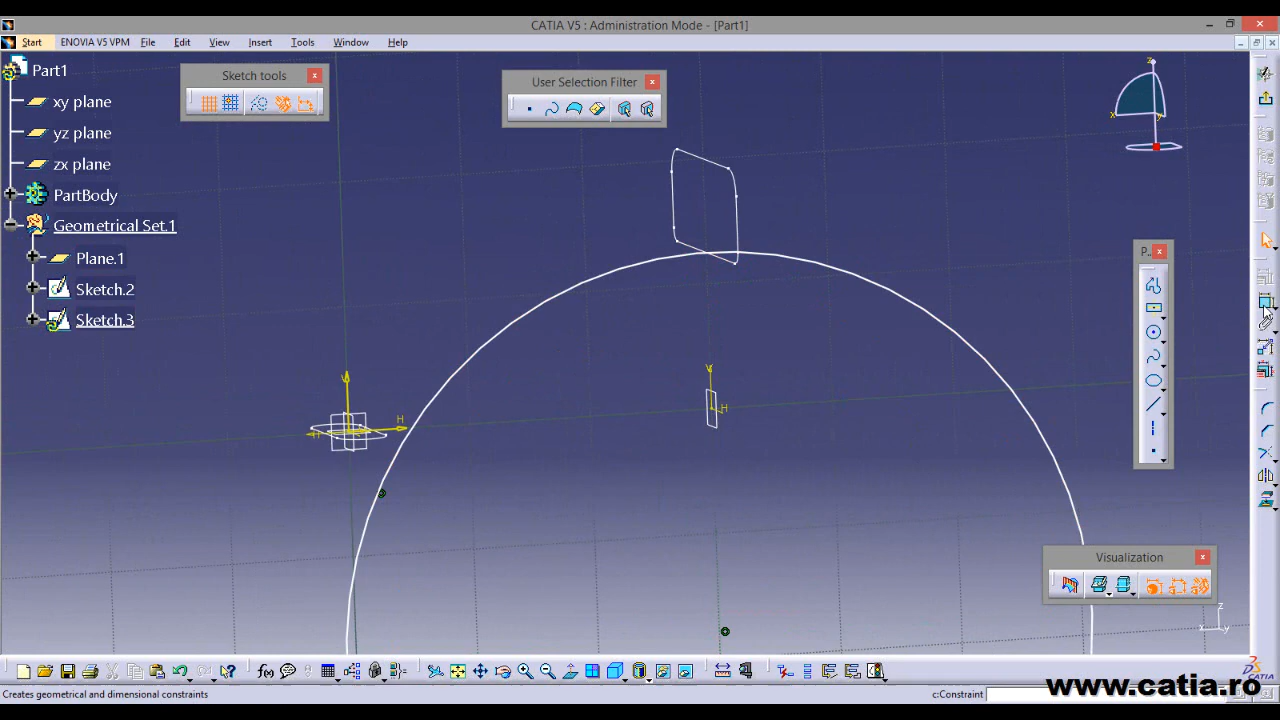 CATIA V5 : Administration Mode - [Part1]
Start ENOVIA V5 VPM File Edit View Insert Tools Window Help
Part1
xy plane
yz plane
zx plane
PartBody
Geometrical Set.1
Plane.1
Sketch.2
Sketch.3
Sketch tools
User Selection Filter
z
x
y
P..
V
H
H
V
H
Visualization
z
x
y
f(x)
CATIA
Creates geometrical and dimensional constraints
c:Constraint
www.catia.ro